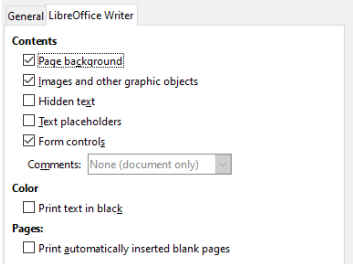 General LibreOffice Writer
Contents
Page background
Images and other graphic objects
Hidden text
Text placeholders
Form controls
Comments: None (document only)
Color
Print text in black
Pages:
Print automatically inserted blank pages